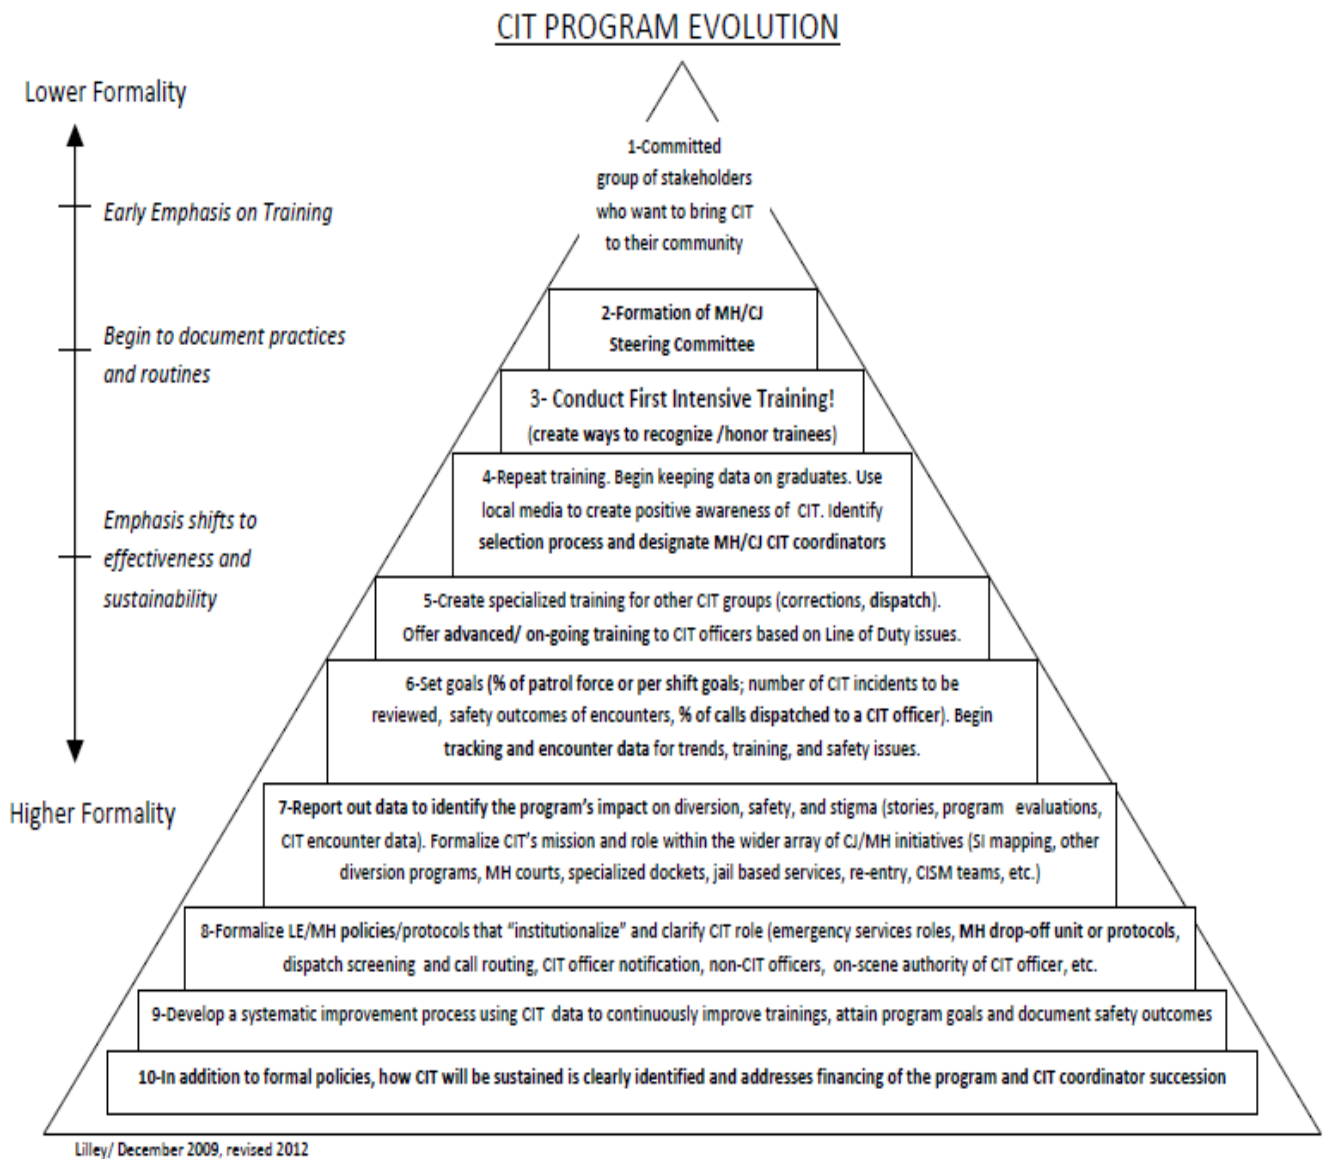 CIT PROGRAM EVOLUTION
Lower Formality
Early Emphasis on Training
Begin to document practices
and routines
Emphasis shifts to
effectiveness and
sustainability
Higher Formality
1-Committed
group of stakeholders
who want to bring CIT
to their community
2-Formation of MH/CJ
Steering Committee
3- Conduct First Intensive Training!
(create ways to recognize /honor trainees)
4-Repeat training. Begin keeping data on graduates. Use
local media to create positive awareness of CIT. Identify
selection process and designate MH/CJ CIT coordinators
5-Create specialized training for other CIT groups (corrections, dispatch).
Offer advanced/ on-going training to CIT officers based on Line of Duty issues.
6-Set goals (% of patrol force or per shift goals; number of CIT incidents to be
reviewed, safety outcomes of encounters, % of calls dispatched to a CIT officer). Begin
tracking and encounter data for trends, training, and safety issues.
7-Report out data to identify the program's impact on diversion, safety, and stigma (stories, program evaluations,
CIT encounter data). Formalize CIT's mission and role within the wider array of CJ/MH initiatives (SI mapping, other
diversion programs, MH courts, specialized dockets, jail based services, re-entry, CISM teams, etc.)
8-Formalize LE/MH policies/protocols that "institutionalize" and clarify CIT role (emergency services roles, MH drop-off unit or protocols,
dispatch screening and call routing, CIT officer notification, non-CIT officers, on-scene authority of CIT officer, etc.
9-Develop a systematic improvement process using CIT data to continuously improve trainings, attain program goals and document safety outcomes
10-In addition to formal policies, how CIT will be sustained is clearly identified and addresses financing of the program and CIT coordinator succession
Lilley/ December 2009, revised 2012